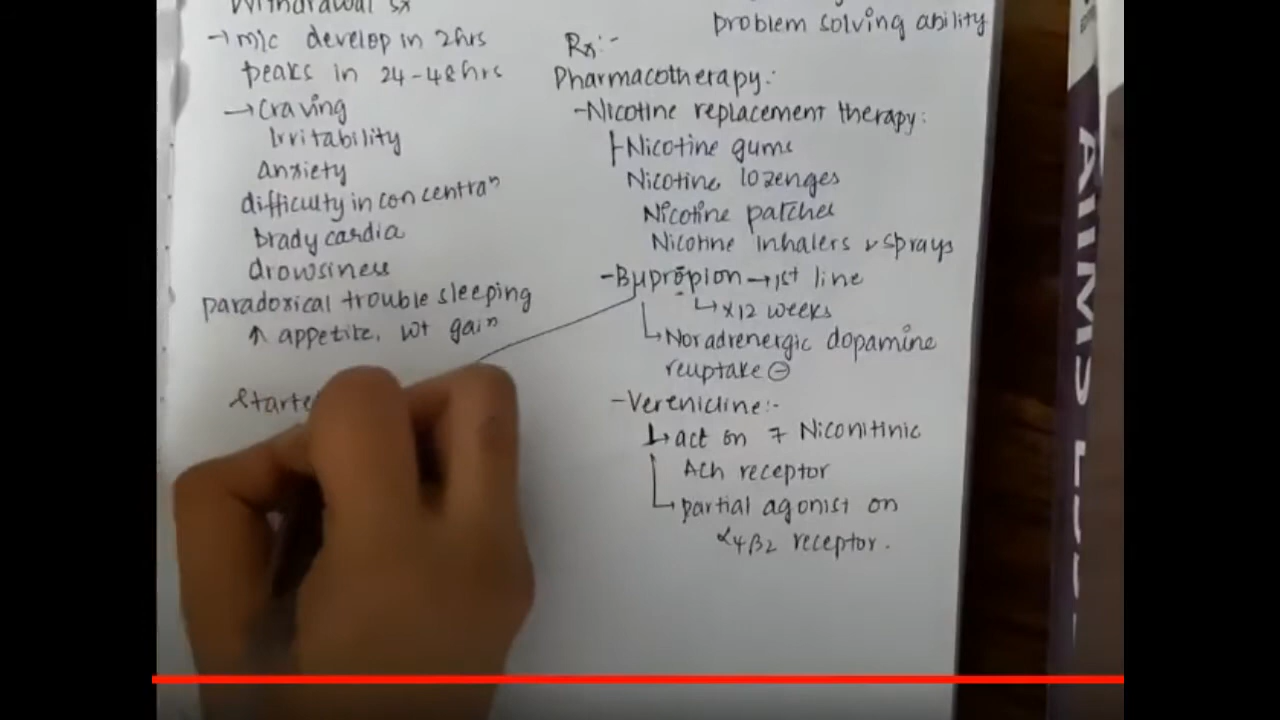 Withdrawal sx
→ m/c develop in 2hrs
peaks in 24-48hrs
→ craving
Irritability
Anxiety
difficulty in concentraⁿ
bradycardia
drowsiness
paradoxical trouble sleeping
↑ appetite, wt gain
Starte
problem solving ability
Rx:-
Pharmacotherapy:
-Nicotine replacement therapy:
Nicotine gums
Nicotine lozenges
Nicotine patches
Nicotine inhalers & sprays
-Bupropion → 1st line
↳ x12 weeks
↳ Noradrenergic dopamine
reuptake ⊖
-Verenicline:-
↳ act on 7 Niconitinic
Ach receptor
↳ partial agonist on
α4β2 receptor.
AIIMS